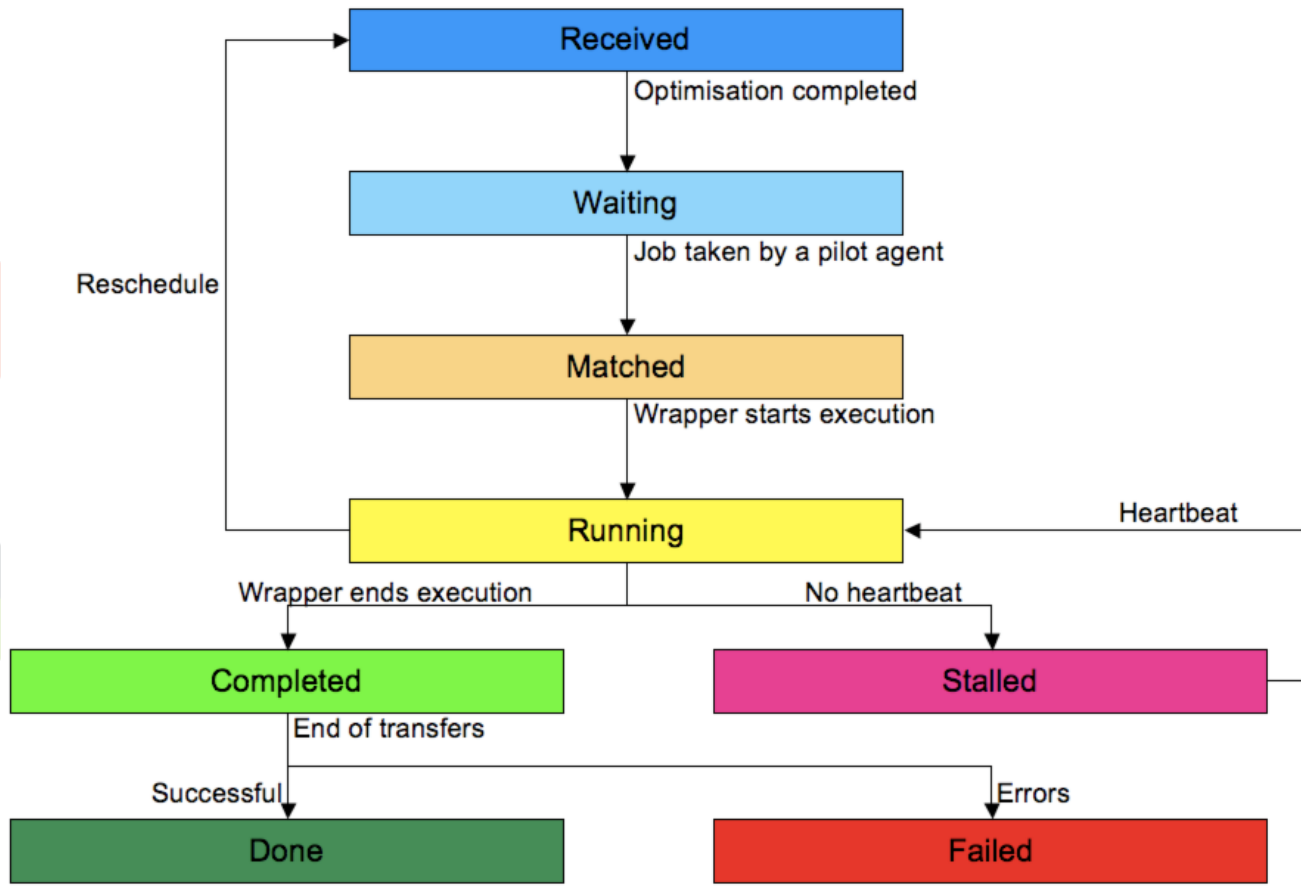 Received
Optimisation completed
Waiting
Job taken by a pilot agent
Reschedule
Matched
Wrapper starts execution
Heartbeat
Running
Wrapper ends execution
No heartbeat
Completed
Stalled
End of transfers
Successful
Errors
Done
Failed